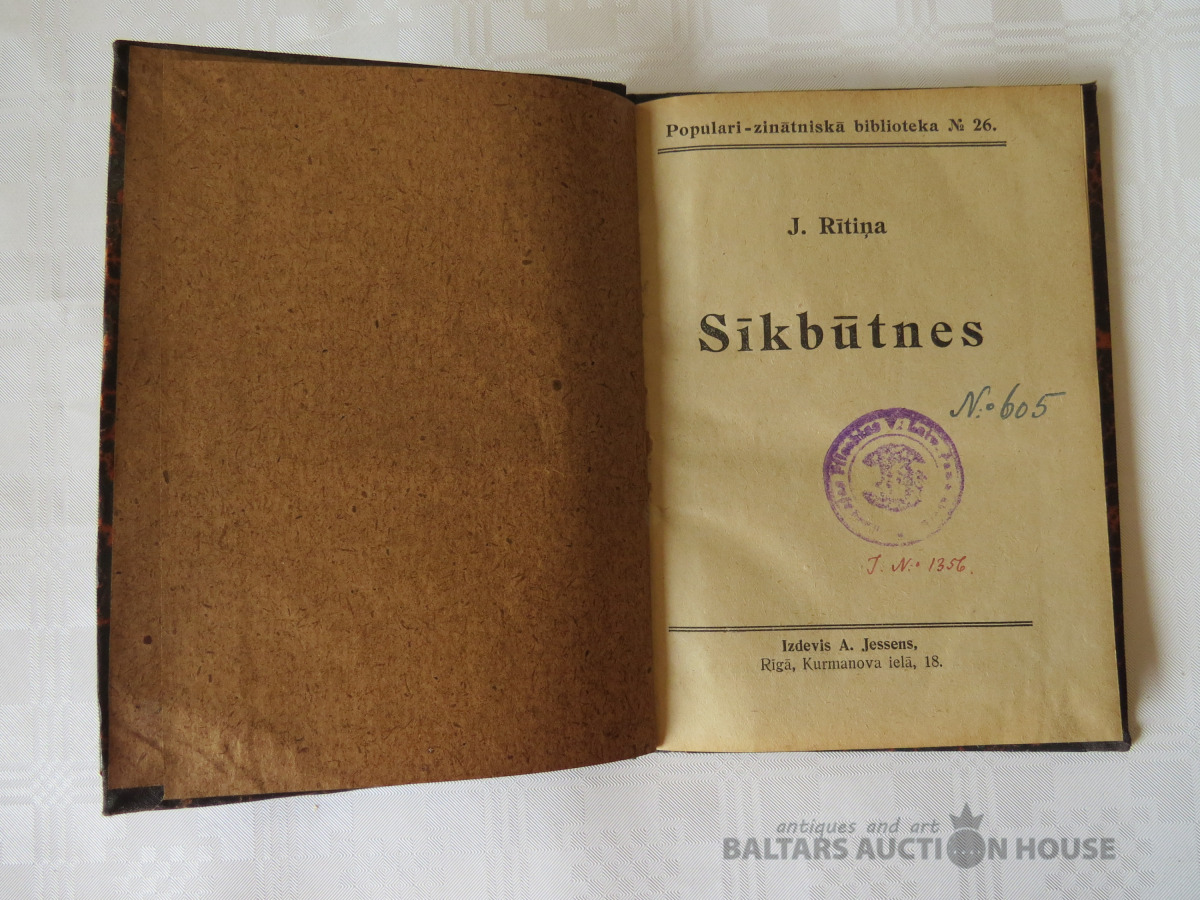 Populari-zinātniskā biblioteka № 26.
J. Rītiņa
Sīkbūtnes
N:o 605
J. N:o 1356.
Izdevis A. Jessens,
Rīgā, Kurmanova ielā, 18.
antiques and art
BALTARS AUCTION HOUSE